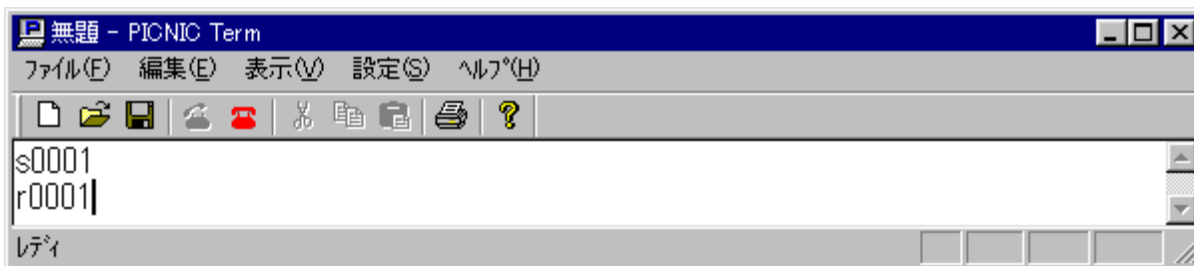 無題 - PICNIC Term
ファイル(F) 編集(E) 表示(V) 設定(S) ヘルプ(H)
s0001
r0001
レディ